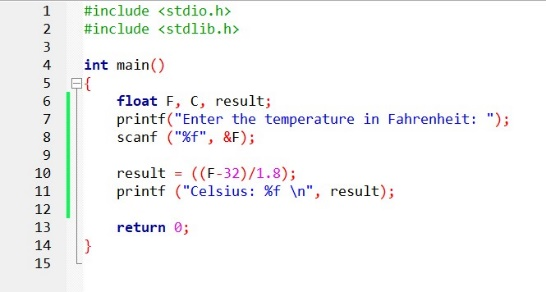 1 #include <stdio.h>
2 #include <stdlib.h>
3
4 int main()
5 {
6 float F, C, result;
7 printf("Enter the temperature in Fahrenheit: ");
8 scanf ("%f", &F);
9
10 result = ((F-32)/1.8);
11 printf ("Celsius: %f \n", result);
12
13 return 0;
14 }
15